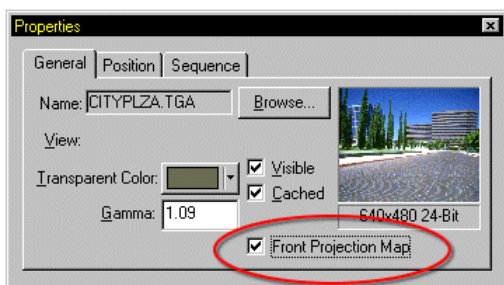 Properties
General Position Sequence
Name: CITYPLZA.TGA Browse...
View:
Transparent Color: Visible
Cached
Gamma: 1.09
640x480 24-Bit
Front Projection Map